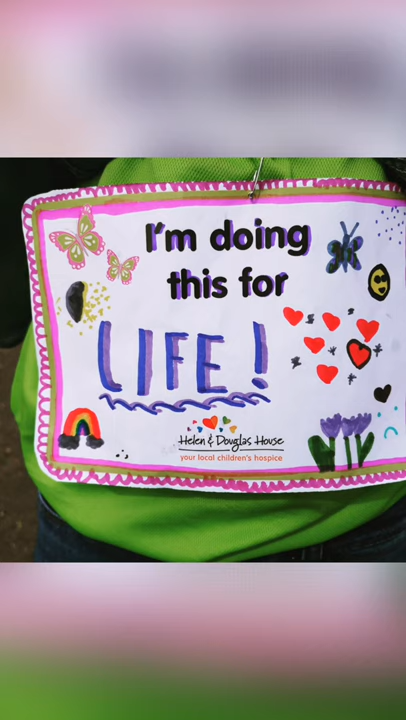 I'm doing
this for
LIFE!
Helen & Douglas House
your local children's hospice